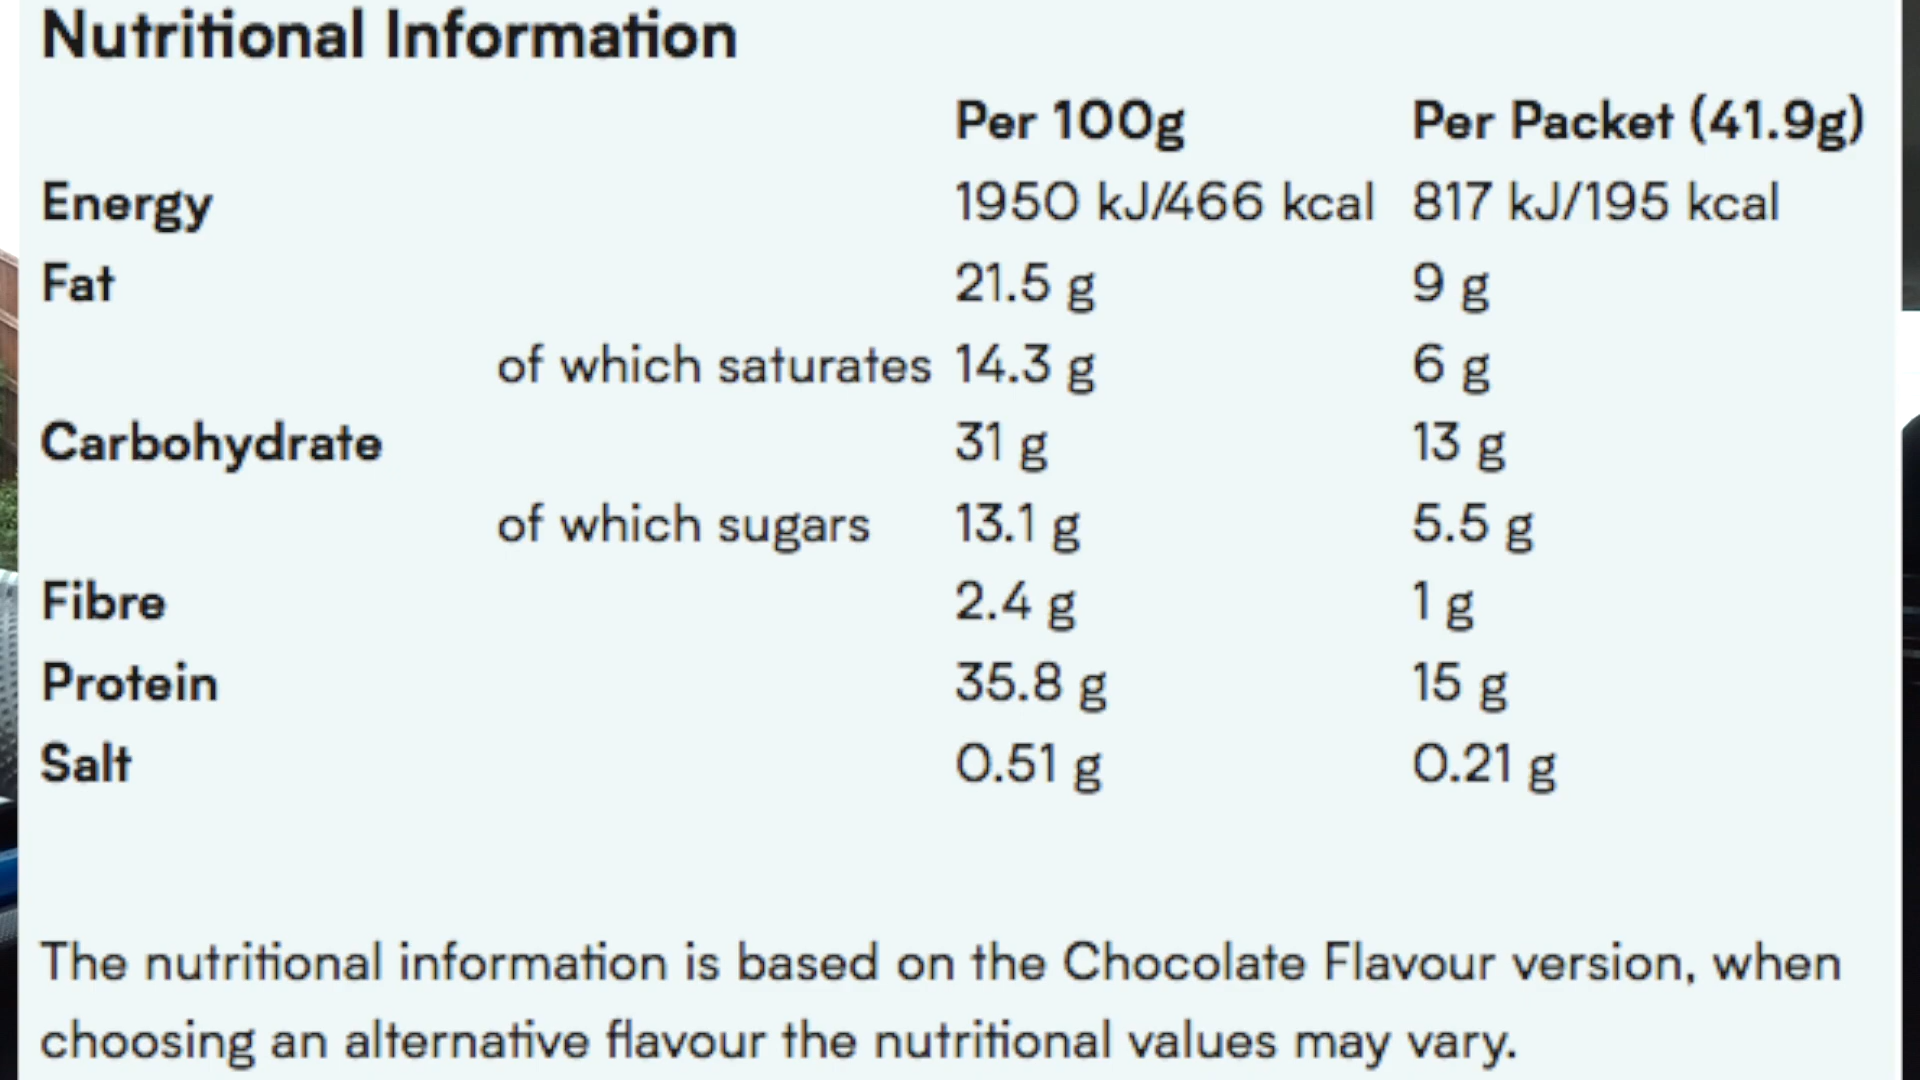 Nutritional Information
Per 100g Per Packet (41.9g)
Energy 1950 kJ/466 kcal 817 kJ/195 kcal
Fat 21.5 g 9 g
of which saturates 14.3 g 6 g
Carbohydrate 31 g 13 g
of which sugars 13.1 g 5.5 g
Fibre 2.4 g 1 g
Protein 35.8 g 15 g
Salt 0.51 g 0.21 g
The nutritional information is based on the Chocolate Flavour version, when
choosing an alternative flavour the nutritional values may vary.